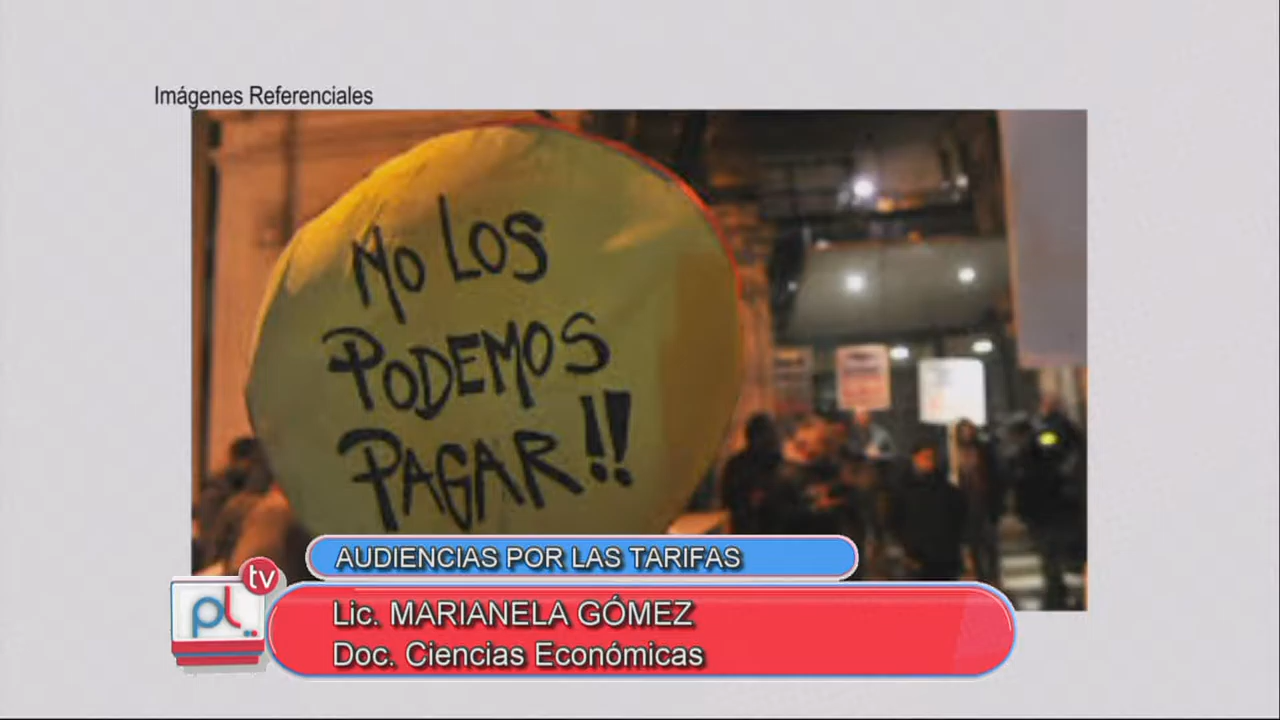 Imágenes Referenciales
No LOS
PODEMOS
PAGAR!!
AUDIENCIAS POR LAS TARIFAS
tv
pl..
Lic. MARIANELA GÓMEZ
Doc. Ciencias Económicas